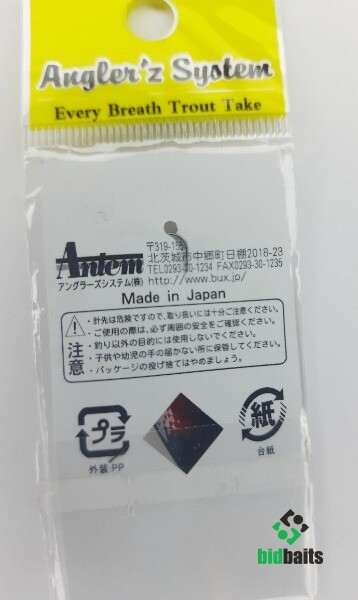 Angler'z System
Every Breath Trout Take
Antem
北茨城市中郷町日棚2018-23
アングラーズシステム(株)
http://www.bux.jp/
Made in Japan
注意
・針先は危険ですので、取り扱いには十分ご注意ください。
・ご使用の際は、必ず周囲の安全をご確認ください。
・釣り以外の目的には使用しないでください。
・子供や幼児の手の届かない所に保管してください。
・パッケージの投げ捨てはやめましょう。
プラ
外装:PP
紙
台紙
bidbaits